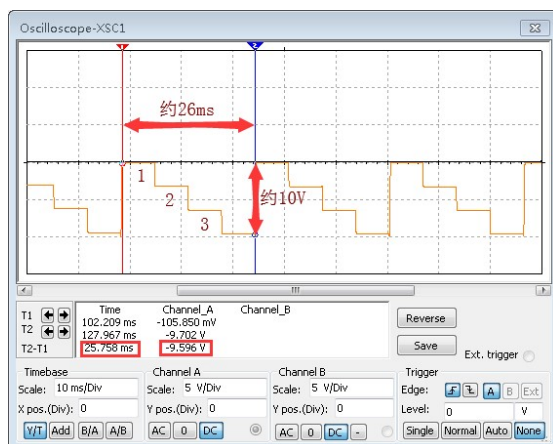 Oscilloscope-XSC1
1
2
约26ms
1
2
3
约10V
Time Channel_A Channel_B
T1 102.209 ms -105.850 mV
T2 127.967 ms -9.702 V
T2-T1 25.758 ms -9.596 V
Reverse
Save
Ext. trigger
Timebase
Scale: 10 ms/Div
X pos.(Div): 0
Y/T Add B/A A/B
Channel A
Scale: 5 V/Div
Y pos.(Div): 0
AC 0 DC
Channel B
Scale: 5 V/Div
Y pos.(Div): 0
AC 0 DC -
Trigger
Edge: A B Ext
Level: 0 V
Single Normal Auto None